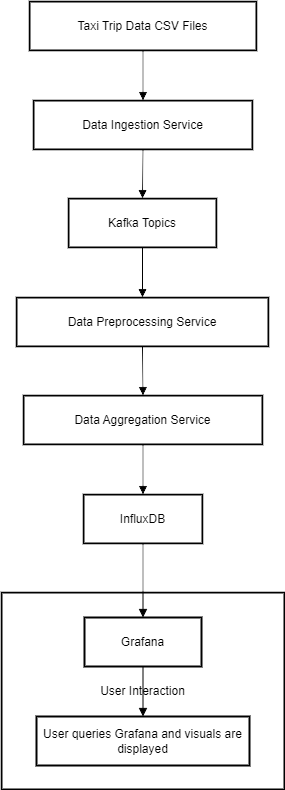 Taxi Trip Data CSV Files
Data Ingestion Service
Kafka Topics
Data Preprocessing Service
Data Aggregation Service
InfluxDB
Grafana
User Interaction
User queries Grafana and visuals are
displayed